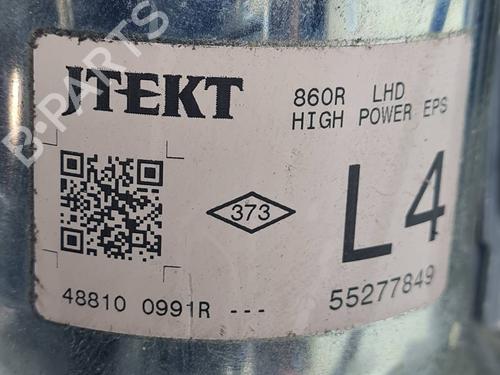 JTEKT
860R LHD
HIGH POWER EPS
L4
373
48810 0991R ---
55277849
B-PARTS